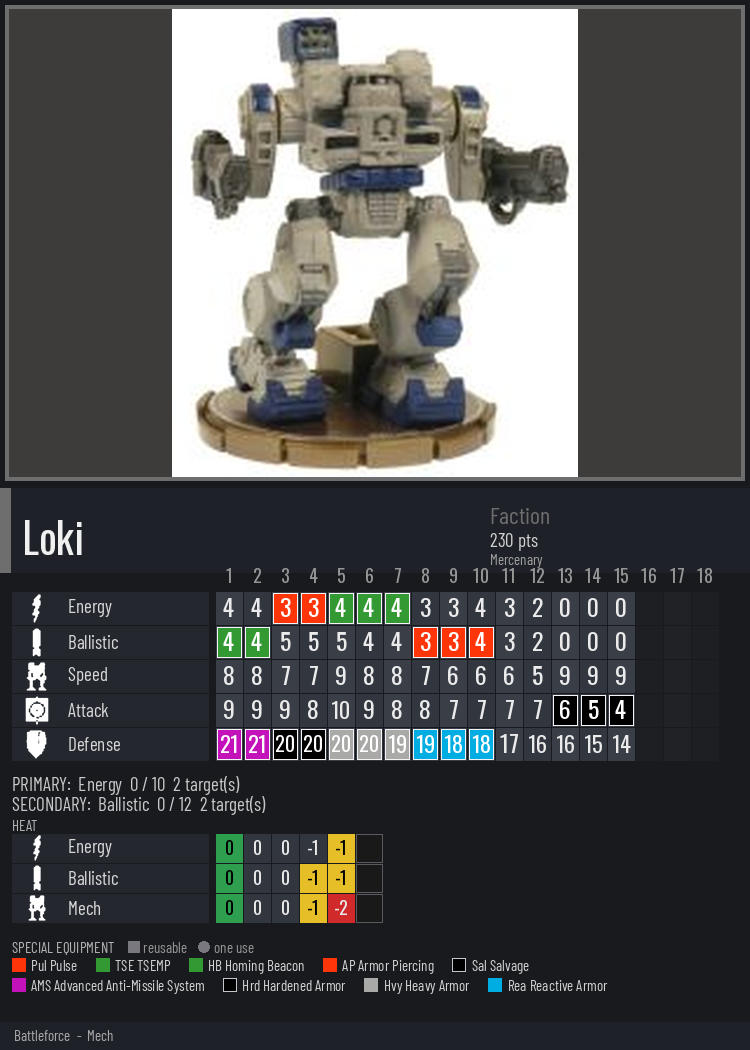 Loki
Faction
230 pts
Mercenary
1 2 3 4 5 6 7 8 9 10 11 12 13 14 15 16 17 18
Energy 4 4 3 3 4 4 4 3 3 4 3 2 0 0 0
Ballistic 4 4 5 5 5 4 4 3 3 4 3 2 0 0 0
Speed 8 8 7 7 9 8 8 7 6 6 6 5 9 9 9
Attack 9 9 9 8 10 9 8 8 7 7 7 7 6 5 4
Defense 21 21 20 20 20 20 19 19 18 18 17 16 16 15 14
PRIMARY: Energy 0 / 10 2 target(s)
SECONDARY: Ballistic 0 / 12 2 target(s)
HEAT
Energy 0 0 0 -1 -1
Ballistic 0 0 0 -1 -1
Mech 0 0 0 -1 -2
SPECIAL EQUIPMENT reusable one use
Pul Pulse TSE TSEMP HB Homing Beacon AP Armor Piercing Sal Salvage
AMS Advanced Anti-Missile System Hrd Hardened Armor Hvy Heavy Armor Rea Reactive Armor
Battleforce - Mech